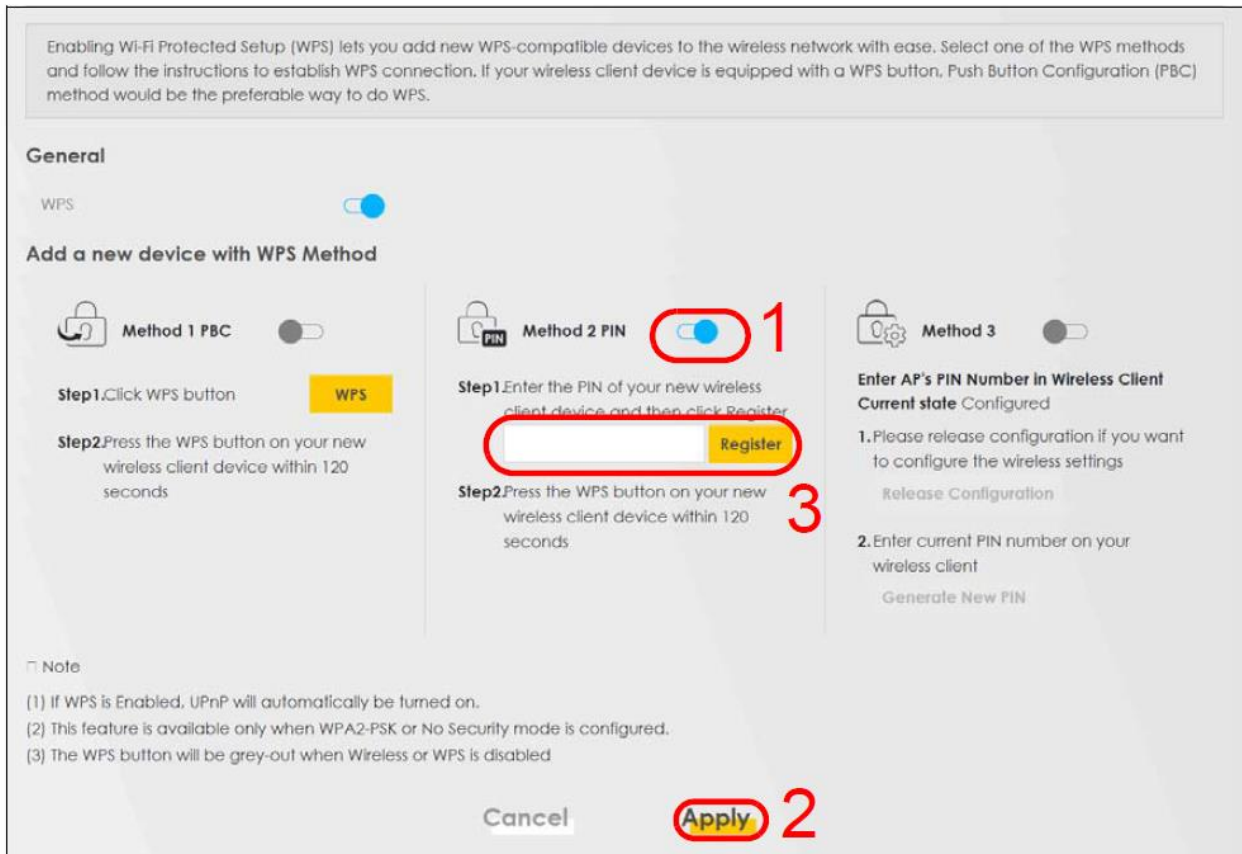 Enabling Wi-Fi Protected Setup (WPS) lets you add new WPS-compatible devices to the wireless network with ease. Select one of the WPS methods
and follow the instructions to establish WPS connection. If your wireless client device is equipped with a WPS button, Push Button Configuration (PBC)
method would be the preferable way to do WPS.
General
WPS
Add a new device with WPS Method
Method 1 PBC
Step1.Click WPS button
WPS
Step2.Press the WPS button on your new
wireless client device within 120
seconds
PIN
Method 2 PIN
1
Step1.Enter the PIN of your new wireless
client device and then click Register
Register
3
Step2.Press the WPS button on your new
wireless client device within 120
seconds
Method 3
Enter AP's PIN Number in Wireless Client
Current state Configured
1.Please release configuration if you want
to configure the wireless settings
Release Configuration
2.Enter current PIN number on your
wireless client
Generate New PIN
Note
(1) If WPS is Enabled, UPnP will automatically be turned on.
(2) This feature is available only when WPA2-PSK or No Security mode is configured.
(3) The WPS button will be grey-out when Wireless or WPS is disabled
Cancel
Apply
2